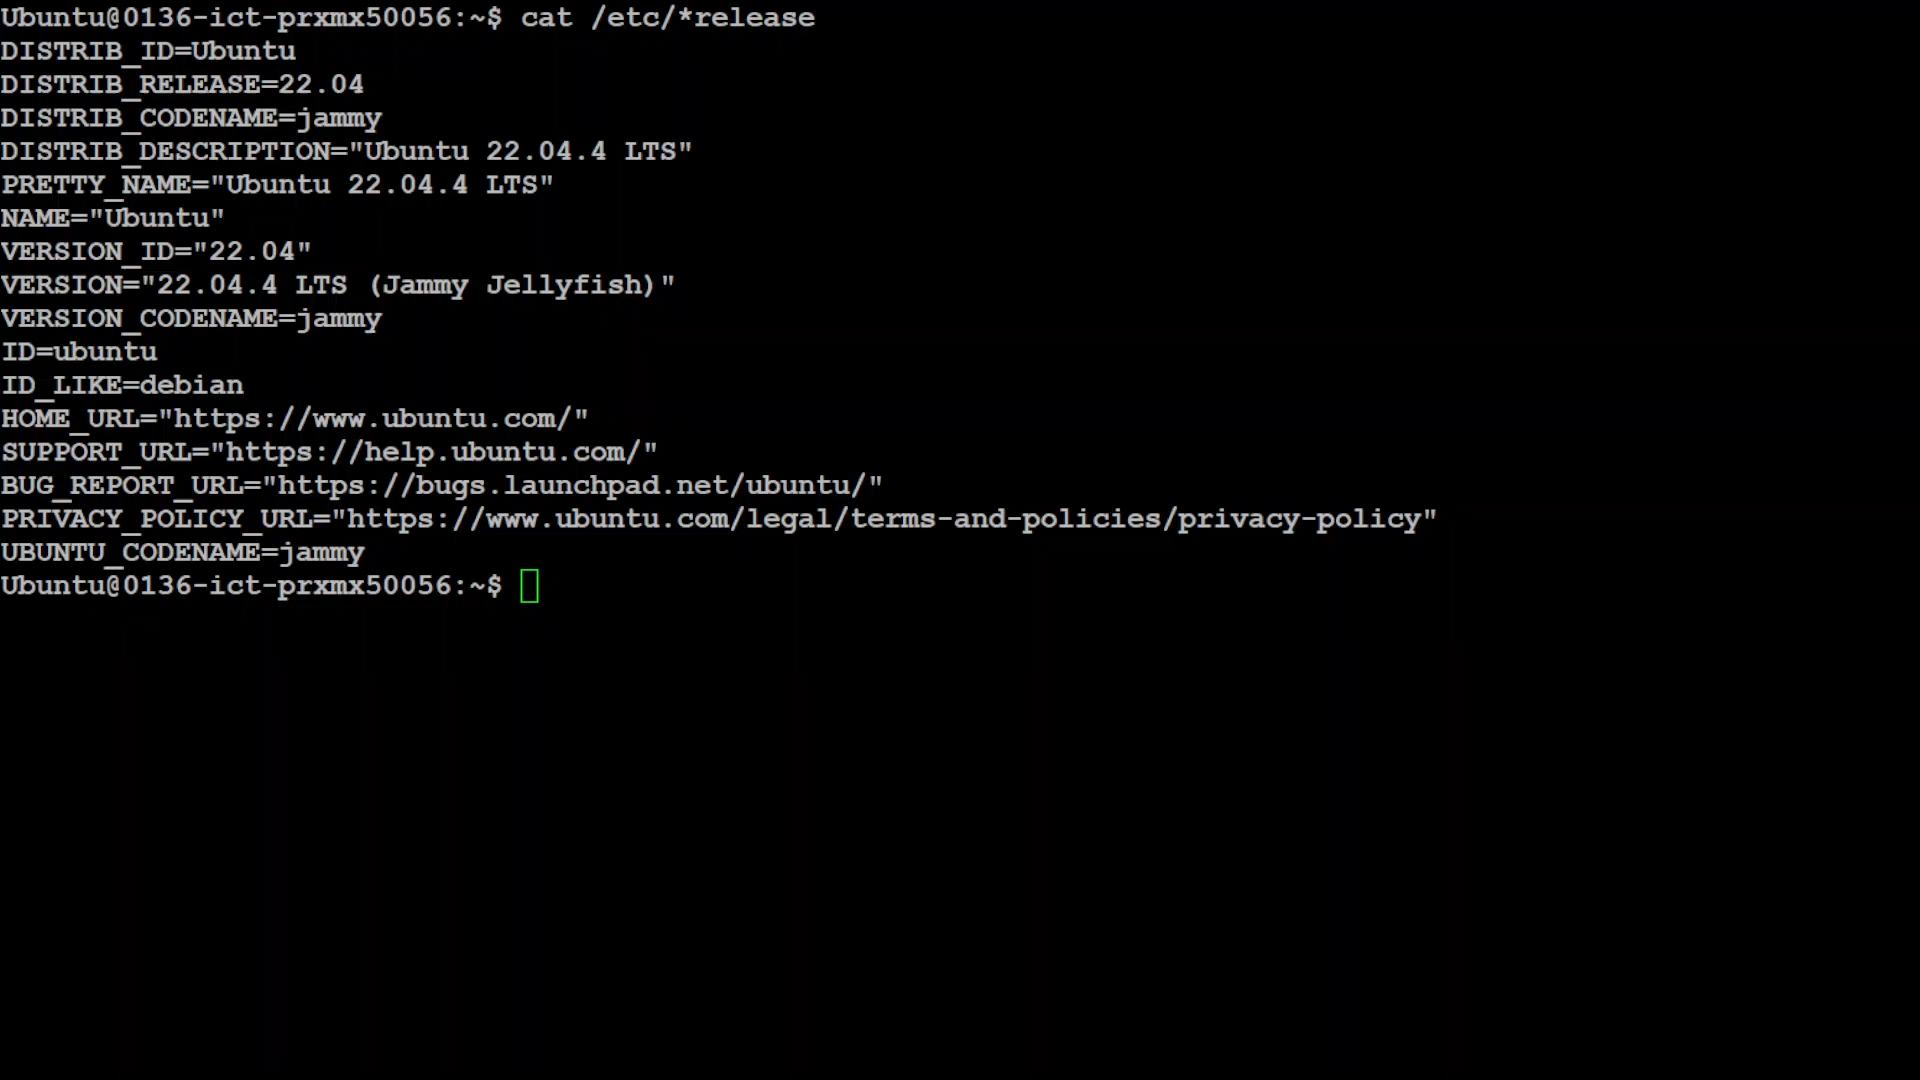 Ubuntu@0136-ict-prxmx50056:~$ cat /etc/*release
DISTRIB_ID=Ubuntu
DISTRIB_RELEASE=22.04
DISTRIB_CODENAME=jammy
DISTRIB_DESCRIPTION="Ubuntu 22.04.4 LTS"
PRETTY_NAME="Ubuntu 22.04.4 LTS"
NAME="Ubuntu"
VERSION_ID="22.04"
VERSION="22.04.4 LTS (Jammy Jellyfish)"
VERSION_CODENAME=jammy
ID=ubuntu
ID_LIKE=debian
HOME_URL="https://www.ubuntu.com/"
SUPPORT_URL="https://help.ubuntu.com/"
BUG_REPORT_URL="https://bugs.launchpad.net/ubuntu/"
PRIVACY_POLICY_URL="https://www.ubuntu.com/legal/terms-and-policies/privacy-policy"
UBUNTU_CODENAME=jammy
Ubuntu@0136-ict-prxmx50056:~$